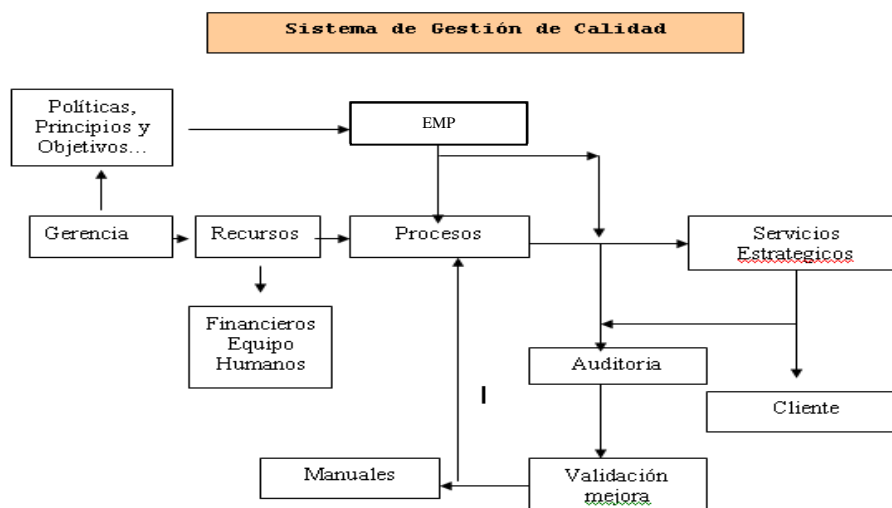 Sistema de Gestión de Calidad
Políticas,
Principios y
Objetivos...
EMP
Gerencia
Recursos
Procesos
Servicios
Estrategicos
Financieros
Equipo
Humanos
Auditoria
Cliente
Manuales
Validación
mejora